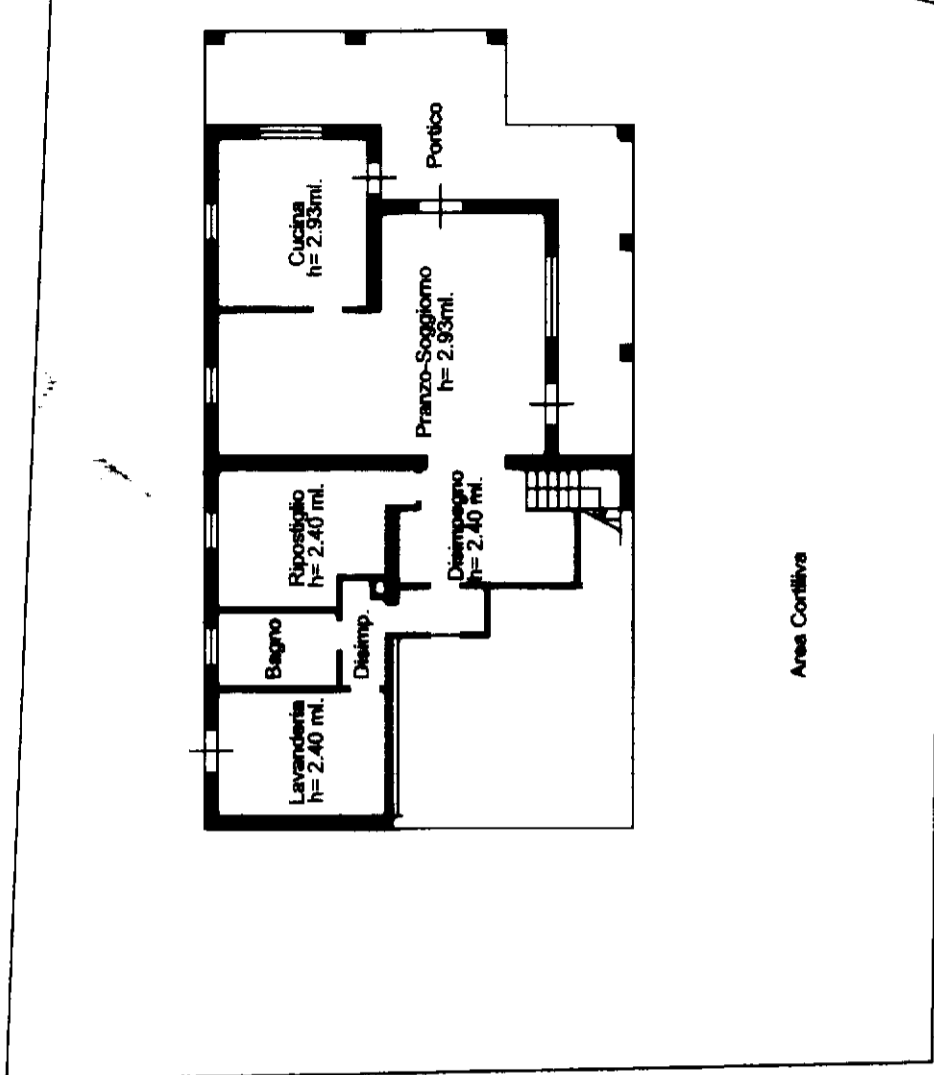 Portico
Cucina
h= 2.93ml.
Pranzo-Soggiorno
h= 2.93ml.
Ripostiglio
h= 2.40 ml.
Disimpegno
h= 2.40 ml.
Bagno
Disimp.
Lavanderia
h= 2.40 ml.
Area Cortiliva